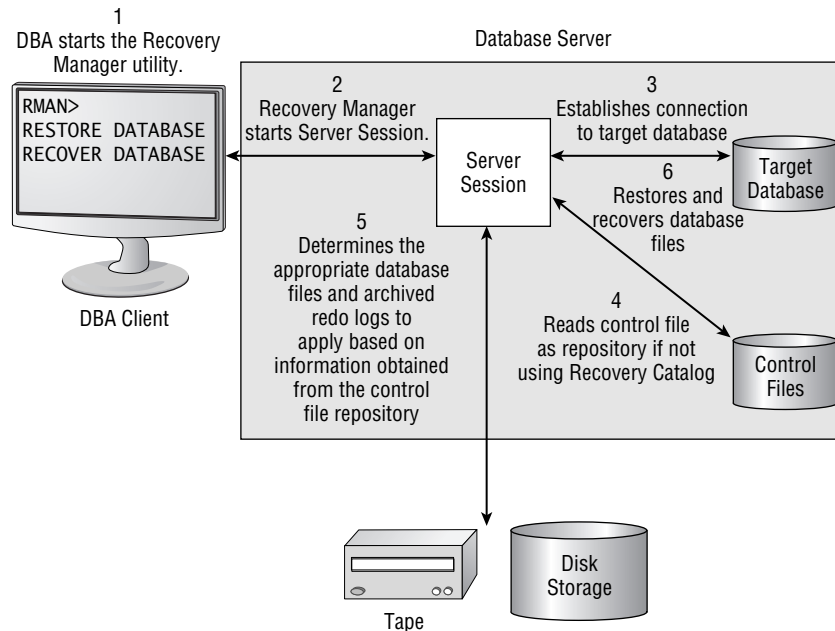 1
DBA starts the Recovery
Manager utility.
RMAN>
RESTORE DATABASE
RECOVER DATABASE
DBA Client
Database Server
2
Recovery Manager
starts Server Session.
Server
Session
3
Establishes connection
to target database
Target
Database
6
Restores and
recovers database
files
5
Determines the
appropriate database
files and archived
redo logs to
apply based on
information obtained
from the control
file repository
4
Reads control file
as repository if not
using Recovery Catalog
Control
Files
Tape
Disk
Storage